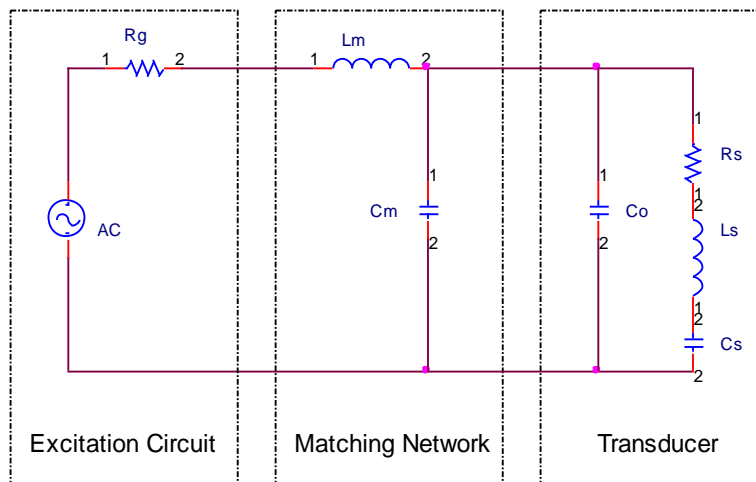 Rg
1 2
Lm
1 2
1
Rs
1
2
Ls
1
2
Cs
2
1
Cm
2
1
Co
2
AC
Excitation Circuit
Matching Network
Transducer